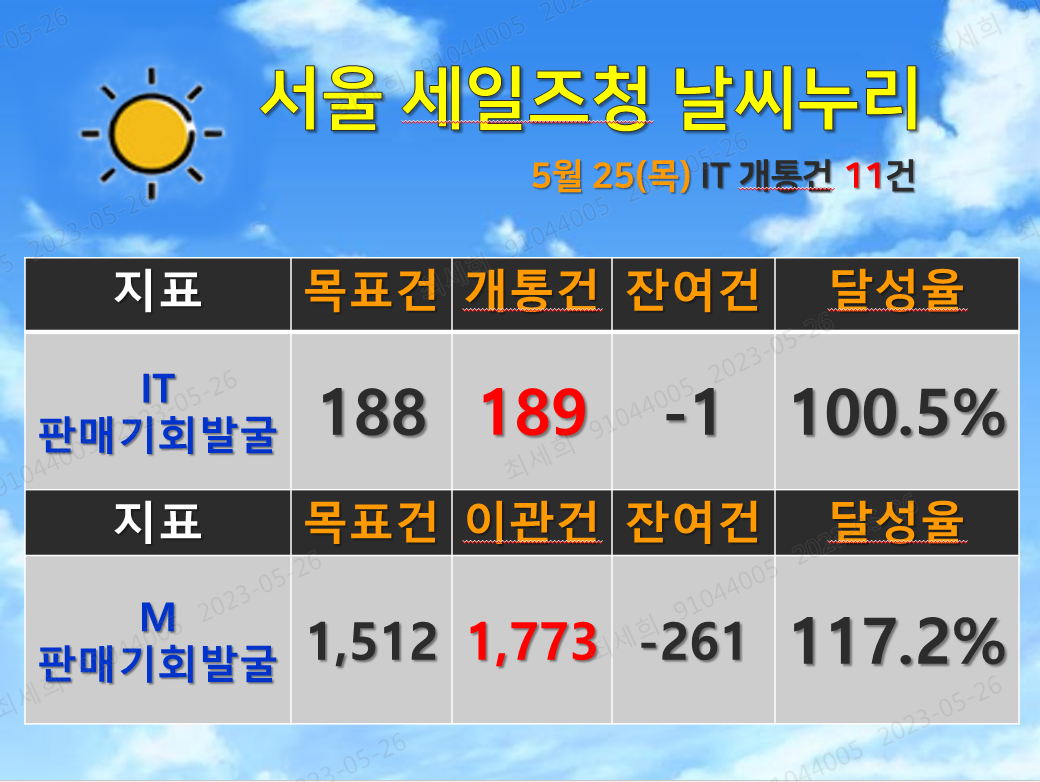 서울 세일즈청 날씨누리
5월 25(목) IT 개통건 11건
지표 목표건 개통건 잔여건 달성율
IT
판매기회발굴 188 189 -1 100.5%
지표 목표건 이관건 잔여건 달성율
M
판매기회발굴 1,512 1,773 -261 117.2%
최세희 91044005 2023-05-26